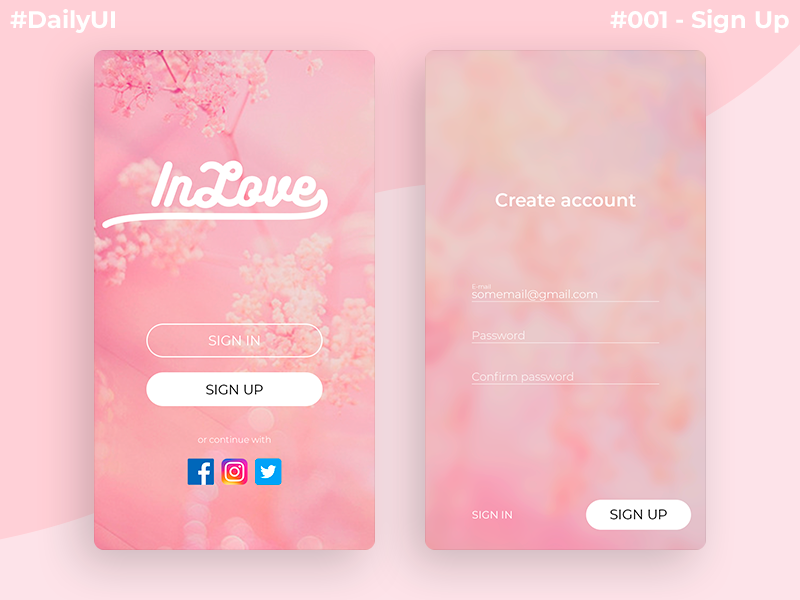 #DailyUI
#001 - Sign Up
InLove
SIGN IN
SIGN UP
or continue with
Create account
E-mail
somemail@gmail.com
Password
Confirm password
SIGN IN
SIGN UP